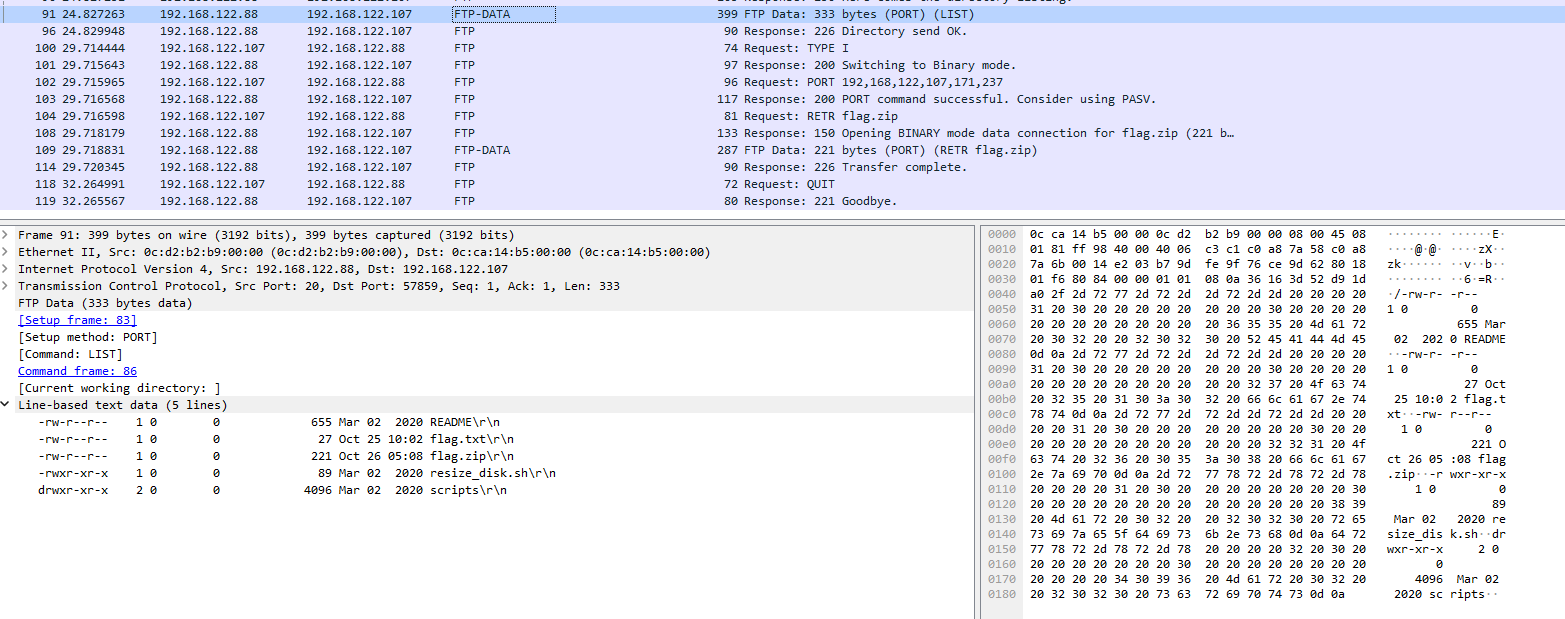 91 24.827263 192.168.122.88 192.168.122.107 FTP-DATA 399 FTP Data: 333 bytes (PORT) (LIST)
96 24.829948 192.168.122.88 192.168.122.107 FTP 90 Response: 226 Directory send OK.
100 29.714444 192.168.122.107 192.168.122.88 FTP 74 Request: TYPE I
101 29.715643 192.168.122.88 192.168.122.107 FTP 97 Response: 200 Switching to Binary mode.
102 29.715965 192.168.122.107 192.168.122.88 FTP 96 Request: PORT 192,168,122,107,171,237
103 29.716568 192.168.122.88 192.168.122.107 FTP 117 Response: 200 PORT command successful. Consider using PASV.
104 29.716598 192.168.122.107 192.168.122.88 FTP 81 Request: RETR flag.zip
108 29.718179 192.168.122.88 192.168.122.107 FTP 133 Response: 150 Opening BINARY mode data connection for flag.zip (221 b…
109 29.718831 192.168.122.88 192.168.122.107 FTP-DATA 287 FTP Data: 221 bytes (PORT) (RETR flag.zip)
114 29.720345 192.168.122.88 192.168.122.107 FTP 90 Response: 226 Transfer complete.
118 32.264991 192.168.122.107 192.168.122.88 FTP 72 Request: QUIT
119 32.265567 192.168.122.88 192.168.122.107 FTP 80 Response: 221 Goodbye.
Frame 91: 399 bytes on wire (3192 bits), 399 bytes captured (3192 bits)
Ethernet II, Src: 0c:d2:b2:b9:00:00 (0c:d2:b2:b9:00:00), Dst: 0c:ca:14:b5:00:00 (0c:ca:14:b5:00:00)
Internet Protocol Version 4, Src: 192.168.122.88, Dst: 192.168.122.107
Transmission Control Protocol, Src Port: 20, Dst Port: 57859, Seq: 1, Ack: 1, Len: 333
FTP Data (333 bytes data)
[Setup frame: 83]
[Setup method: PORT]
[Command: LIST]
Command frame: 86
[Current working directory: ]
Line-based text data (5 lines)
-rw-r--r-- 1 0 0 655 Mar 02 2020 README\r\n
-rw-r--r-- 1 0 0 27 Oct 25 10:02 flag.txt\r\n
-rw-r--r-- 1 0 0 221 Oct 26 05:08 flag.zip\r\n
-rwxr-xr-x 1 0 0 89 Mar 02 2020 resize_disk.sh\r\n
drwxr-xr-x 2 0 0 4096 Mar 02 2020 scripts\r\n
0000 0c ca 14 b5 00 00 0c d2 b2 b9 00 00 08 00 45 08 ········ ······E·
0010 01 81 ff 98 40 00 40 06 c3 c1 c0 a8 7a 58 c0 a8 ····@·@· ····zX··
0020 7a 6b 00 14 e2 03 b7 9d fe 9f 76 ce 9d 62 80 18 zk······ ··v··b··
0030 01 f6 80 84 00 00 01 01 08 0a 36 16 3d 52 d9 1d ········ ··6·=R··
0040 a0 2f 2d 72 77 2d 72 2d 2d 72 2d 2d 20 20 20 20 ·/-rw-r- -r--
0050 31 20 30 20 20 20 20 20 20 20 20 30 20 20 20 20 1 0 0
0060 20 20 20 20 20 20 20 20 20 36 35 35 20 4d 61 72 655 Mar
0070 20 30 32 20 20 32 30 32 30 20 52 45 41 44 4d 45 02 202 0 README
0080 0d 0a 2d 72 77 2d 72 2d 2d 72 2d 2d 20 20 20 20 ··-rw-r- -r--
0090 31 20 30 20 20 20 20 20 20 20 20 30 20 20 20 20 1 0 0
00a0 20 20 20 20 20 20 20 20 20 20 32 37 20 4f 63 74 27 Oct
00b0 20 32 35 20 31 30 3a 30 32 20 66 6c 61 67 2e 74 25 10:0 2 flag.t
00c0 78 74 0d 0a 2d 72 77 2d 72 2d 2d 72 2d 2d 20 20 xt··-rw- r--r--
00d0 20 20 31 20 30 20 20 20 20 20 20 20 20 30 20 20 1 0 0
00e0 20 20 20 20 20 20 20 20 20 20 20 32 32 31 20 4f 221 O
00f0 63 74 20 32 36 20 30 35 3a 30 38 20 66 6c 61 67 ct 26 05 :08 flag
0100 2e 7a 69 70 0d 0a 2d 72 77 78 72 2d 78 72 2d 78 .zip··-r wxr-xr-x
0110 20 20 20 20 31 20 30 20 20 20 20 20 20 20 20 30 1 0 0
0120 20 20 20 20 20 20 20 20 20 20 20 20 20 20 38 39 89
0130 20 4d 61 72 20 30 32 20 20 32 30 32 30 20 72 65 Mar 02 2020 re
0140 73 69 7a 65 5f 64 69 73 6b 2e 73 68 0d 0a 64 72 size_dis k.sh··dr
0150 77 78 72 2d 78 72 2d 78 20 20 20 20 32 20 30 20 wxr-xr-x 2 0
0160 20 20 20 20 20 20 20 30 20 20 20 20 20 20 20 20 0
0170 20 20 20 20 34 30 39 36 20 4d 61 72 20 30 32 20 4096 Mar 02
0180 20 32 30 32 30 20 73 63 72 69 70 74 73 0d 0a 2020 sc ripts··